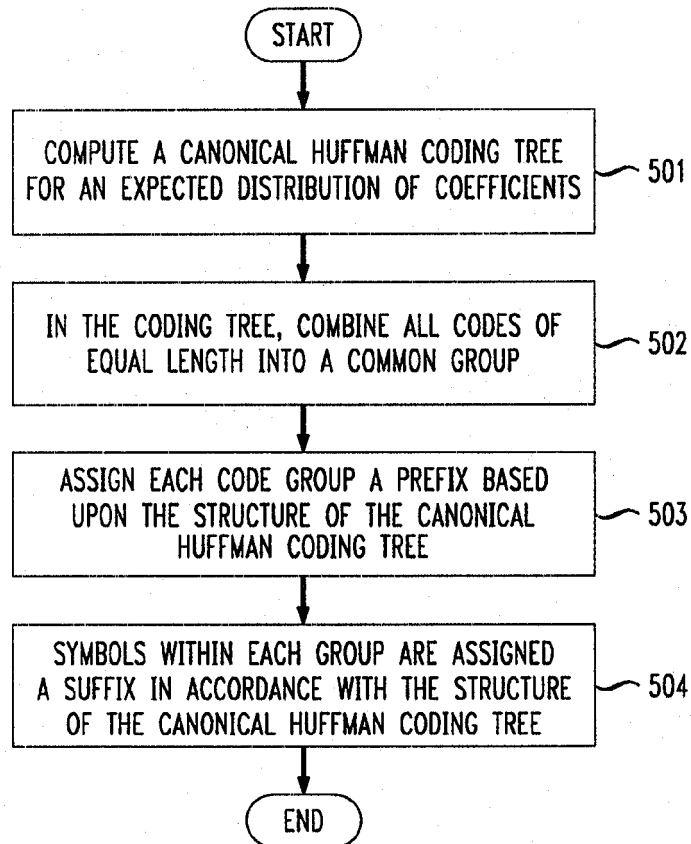 START
COMPUTE A CANONICAL HUFFMAN CODING TREE
FOR AN EXPECTED DISTRIBUTION OF COEFFICIENTS
501
IN THE CODING TREE, COMBINE ALL CODES OF
EQUAL LENGTH INTO A COMMON GROUP
502
ASSIGN EACH CODE GROUP A PREFIX BASED
UPON THE STRUCTURE OF THE CANONICAL
HUFFMAN CODING TREE
503
SYMBOLS WITHIN EACH GROUP ARE ASSIGNED
A SUFFIX IN ACCORDANCE WITH THE STRUCTURE
OF THE CANONICAL HUFFMAN CODING TREE
504
END